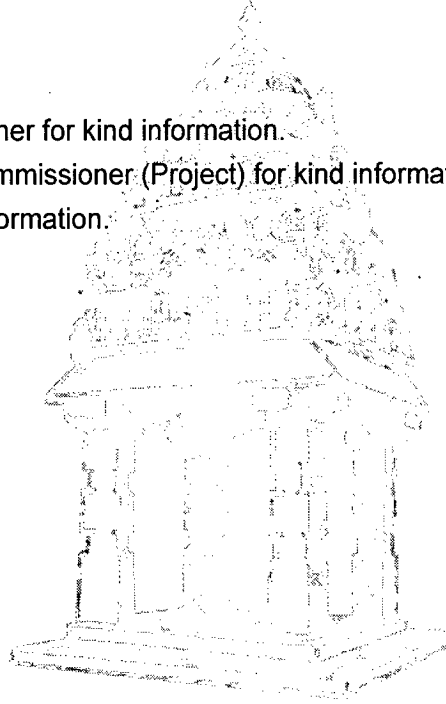 ner for kind information.
mmissioner (Project) for kind informat
ormation.